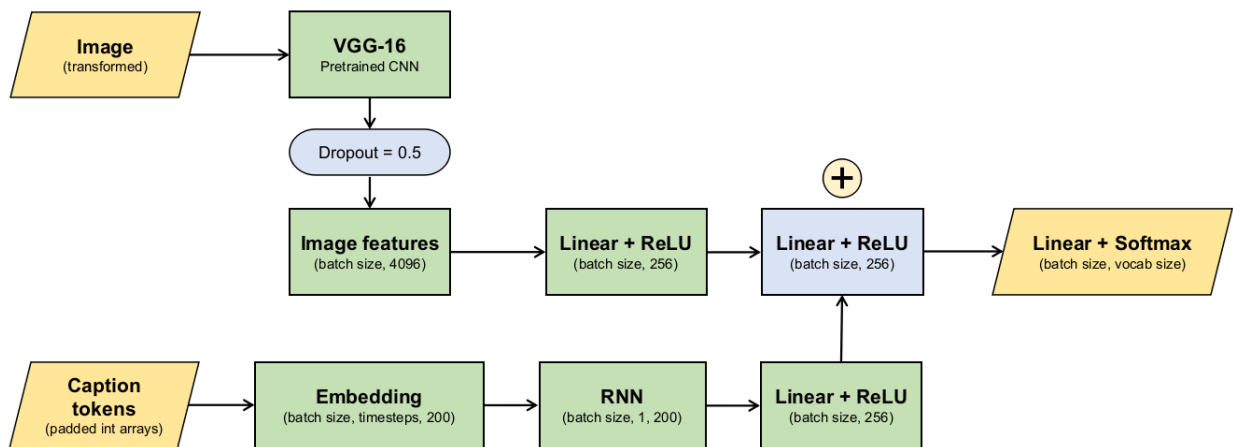 Image
(transformed)
VGG-16
Pretrained CNN
Dropout = 0.5
+
Image features
(batch size, 4096)
Linear + ReLU
(batch size, 256)
Linear + ReLU
(batch size, 256)
Linear + Softmax
(batch size, vocab size)
Caption
tokens
(padded int arrays)
Embedding
(batch size, timesteps, 200)
RNN
(batch size, 1, 200)
Linear + ReLU
(batch size, 256)